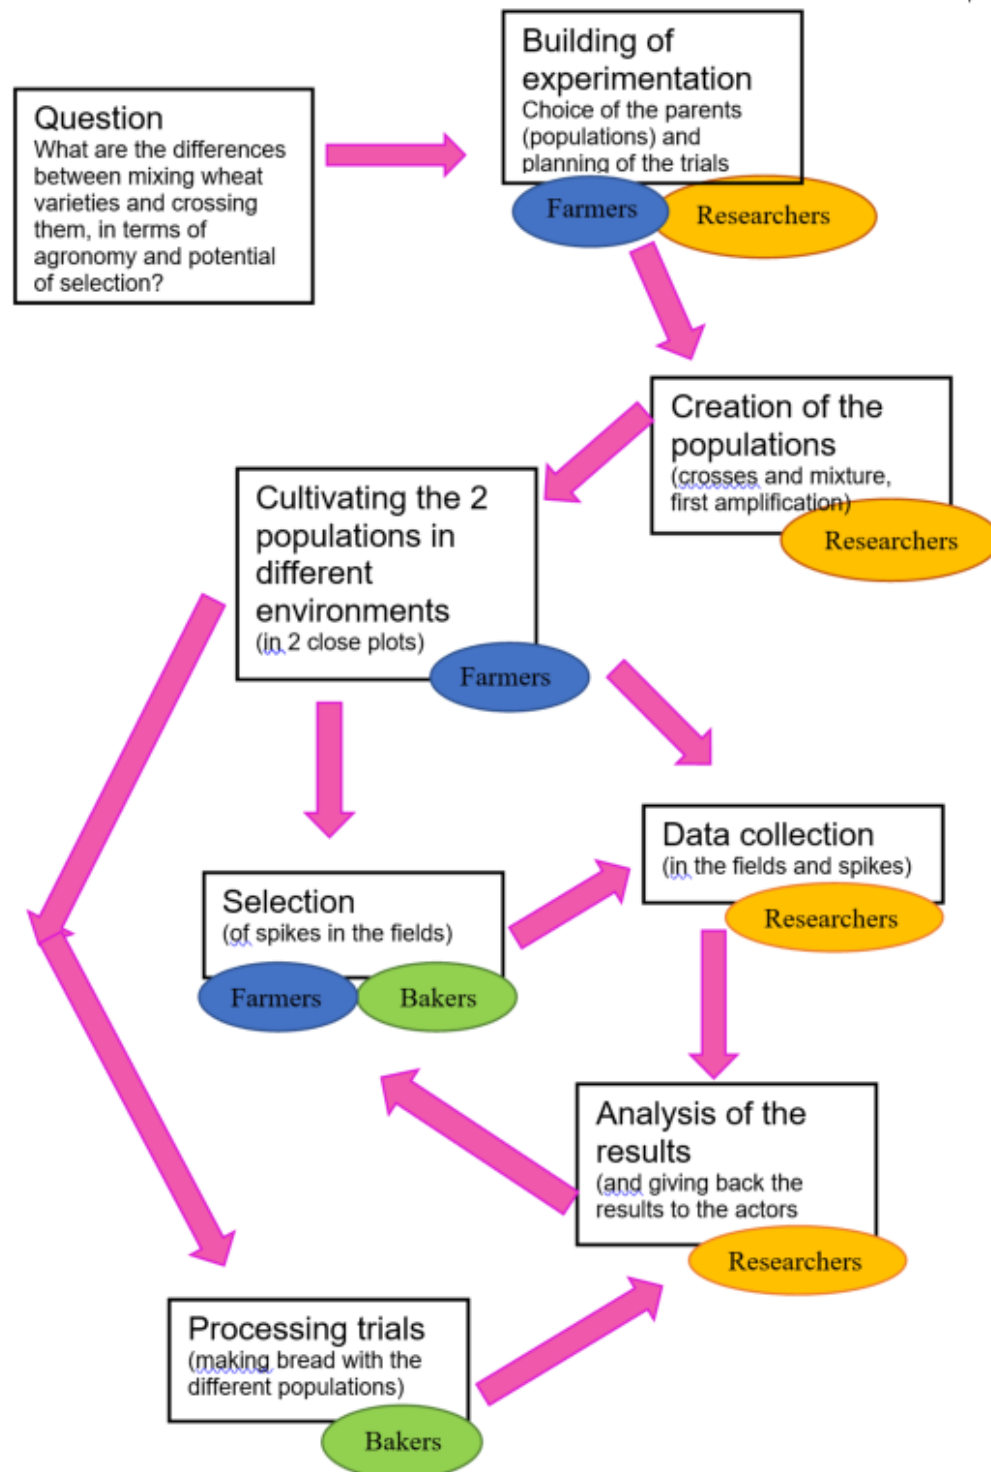 Question
What are the differences
between mixing wheat
varieties and crossing
them, in terms of
agronomy and potential
of selection?
Building of
experimentation
Choice of the parents
(populations) and
planning of the trials
Farmers
Researchers
Creation of the
populations
(crosses and mixture,
first amplification)
Researchers
Cultivating the 2
populations in
different
environments
(in 2 close plots)
Farmers
Selection
(of spikes in the fields)
Farmers
Bakers
Data collection
(in the fields and spikes)
Researchers
Analysis of the
results
(and giving back the
results to the actors
Researchers
Processing trials
(making bread with the
different populations)
Bakers